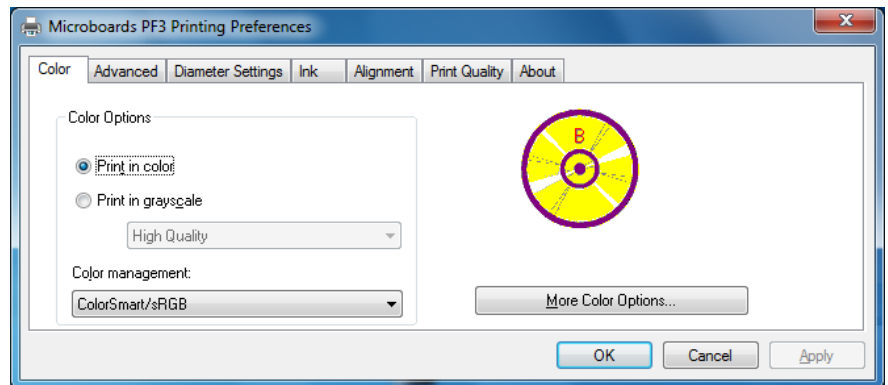 Microboards PF3 Printing Preferences
X
Color Advanced Diameter Settings Ink Alignment Print Quality About
Color Options
B
Print in color
Print in grayscale
High Quality
Color management:
ColorSmart/sRGB
More Color Options...
OK Cancel Apply